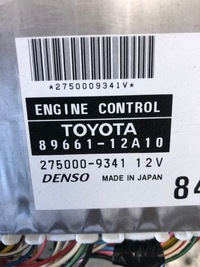 *2750009341V*
ENGINE CONTROL
TOYOTA
89661-12A10
275000-9341 12V
DENSO MADE IN JAPAN
84